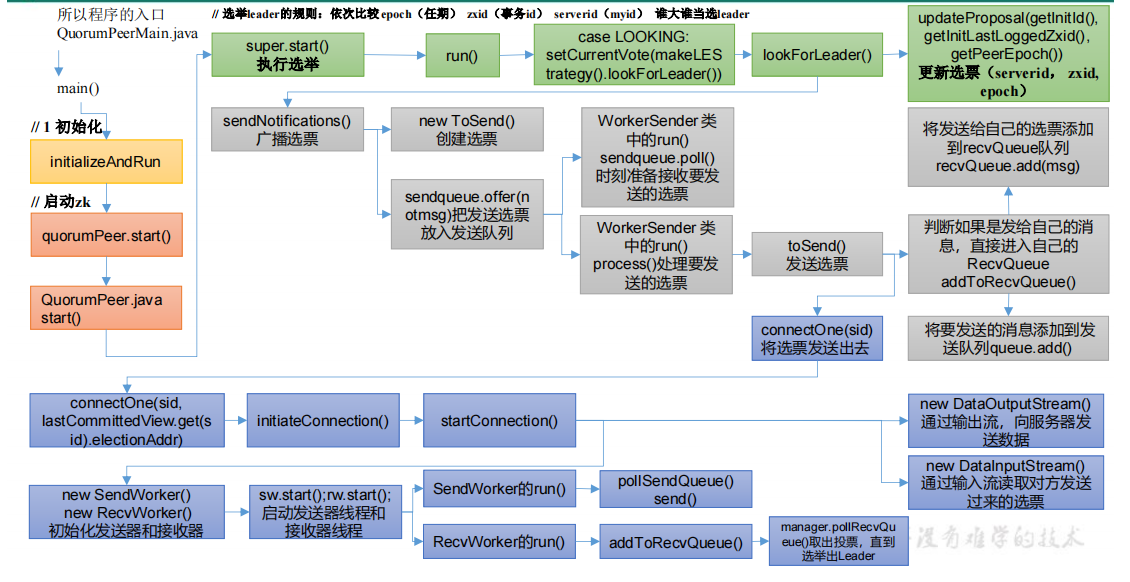 所以程序的入口
QuorumPeerMain.java
main()
// 1 初始化
initializeAndRun
// 启动zk
quorumPeer.start()
QuorumPeer.java
start()
// 选举leader的规则：依次比较epoch（任期） zxid（事务id） serverid（myid） 谁大谁当选leader
super.start()
执行选举
run()
case LOOKING:
setCurrentVote(makeLES
trategy().lookForLeader())
lookForLeader()
updateProposal(getInitId(),
getInitLastLoggedZxid(),
getPeerEpoch())
更新选票（serverid， zxid,
epoch）
sendNotifications()
广播选票
new ToSend()
创建选票
sendqueue.offer(n
otmsg)把发送选票
放入发送队列
WorkerSender 类
中的run()
sendqueue.poll()
时刻准备接收要发
送的选票
WorkerSender 类
中的run()
process()处理要发
送的选票
toSend()
发送选票
将发送给自己的选票添加
到recvQueue队列
recvQueue.add(msg)
判断如果是发给自己的消
息，直接进入自己的
RecvQueue
addToRecvQueue()
将要发送的消息添加到发
送队列queue.add()
connectOne(sid)
将选票发送出去
connectOne(sid,
lastCommittedView.get(s
id).electionAddr)
initiateConnection()
startConnection()
new DataOutputStream()
通过输出流，向服务器发
送数据
new DataInputStream()
通过输入流读取对方发送
过来的选票
new SendWorker()
new RecvWorker()
初始化发送器和接收器
sw.start();rw.start();
启动发送器线程和
接收器线程
SendWorker的run()
pollSendQueue()
send()
RecvWorker的run()
addToRecvQueue()
manager.pollRecvQu
eue()取出投票，直到
选举出Leader
没有难学的技术